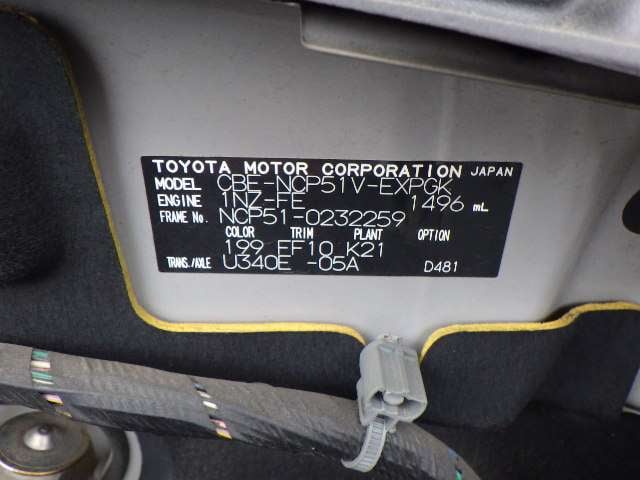 TOYOTA MOTOR CORPORATION JAPAN
MODEL CBE-NCP51V-EXPGK
ENGINE 1NZ-FE 1496 mL
FRAME No. NCP51-0232259
COLOR TRIM PLANT OPTION
199 FF10 K21
TRANS./AXLE U340E -05A D481